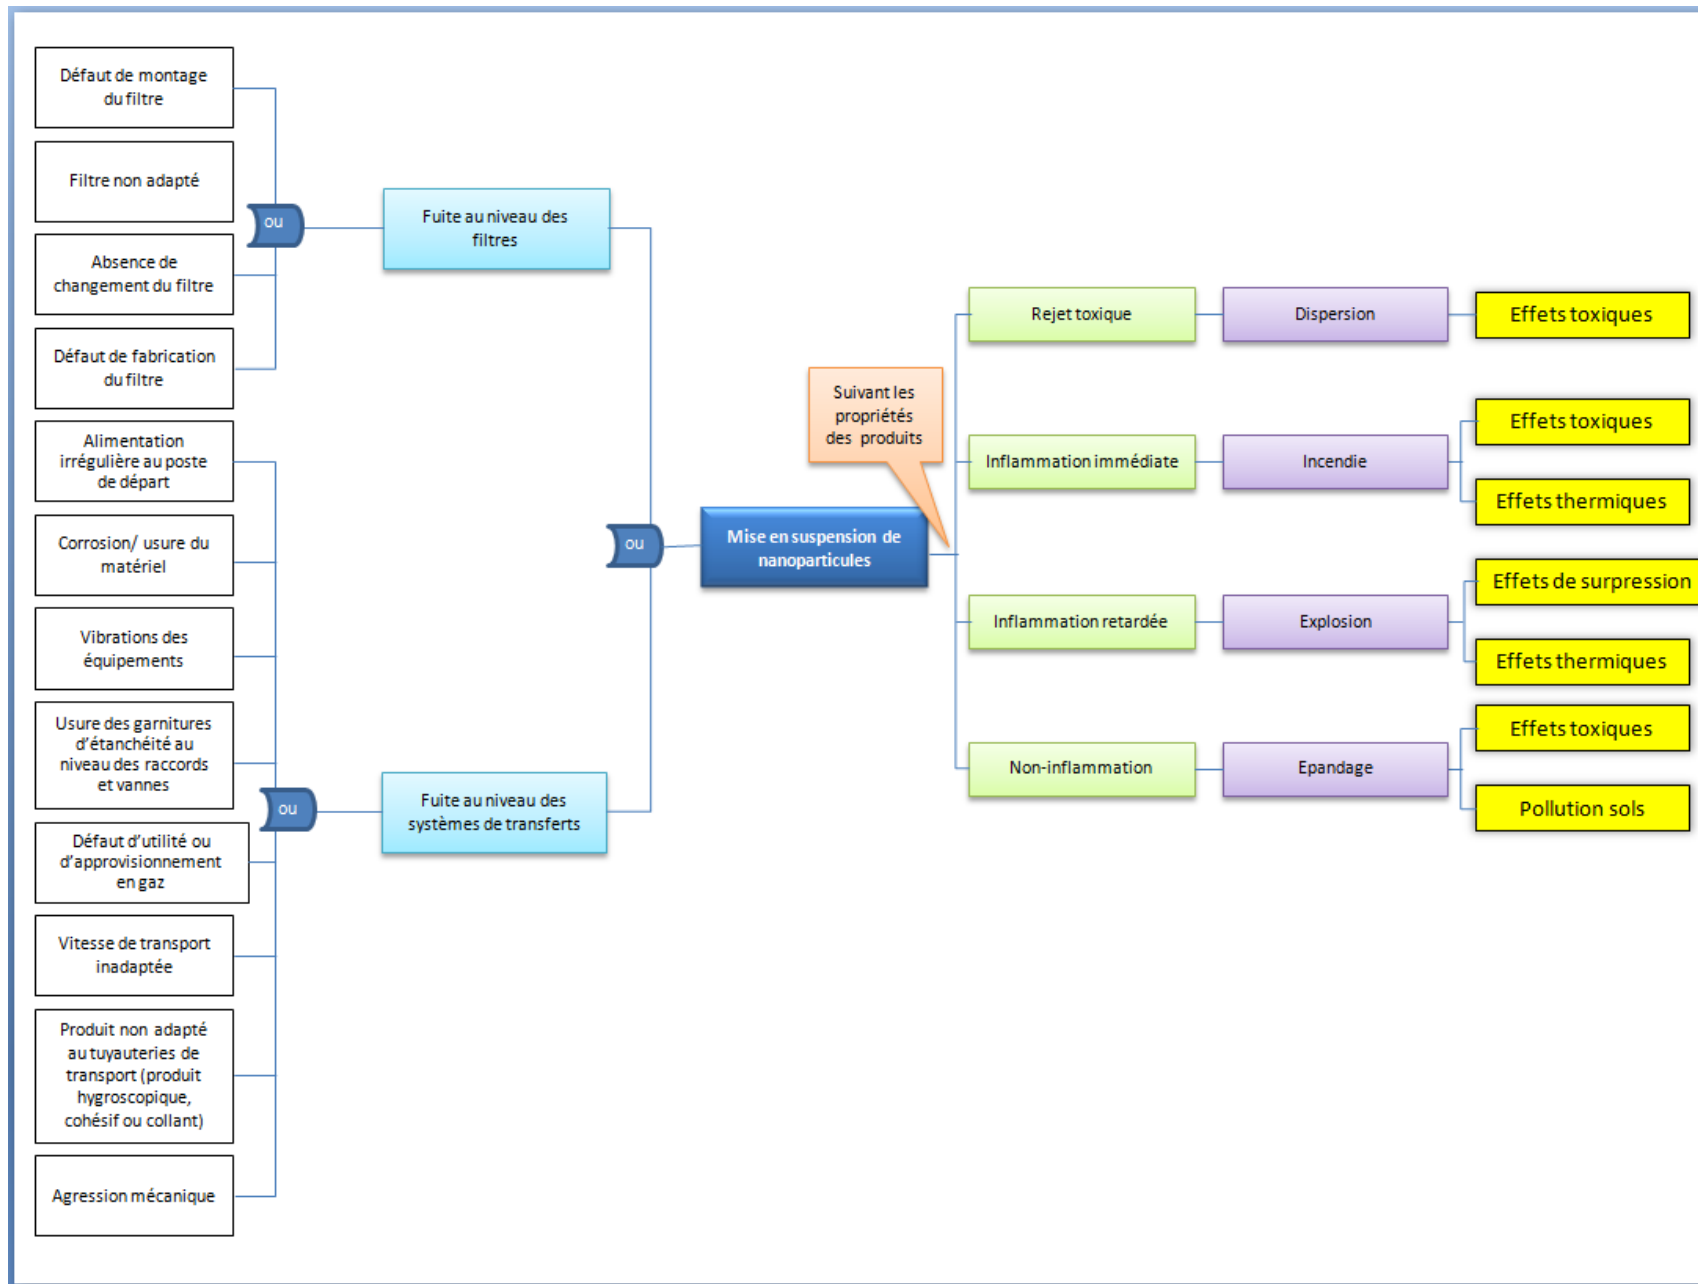 Défaut de montage
du filtre
Filtre non adapté
Absence de
changement du filtre
Défaut de fabrication
du filtre
Alimentation
irrégulière au poste
de départ
Corrosion/ usure du
matériel
Vibrations des
équipements
Usure des garnitures
d'étanchéité au
niveau des raccords
et vannes
Défaut d'utilité ou
d'approvisionnement
en gaz
Vitesse de transport
inadaptée
Produit non adapté
au tuyauteries de
transport (produit
hygroscopique,
cohésif ou collant)
Agression mécanique
ou
ou
Fuite au niveau des
filtres
Fuite au niveau des
systèmes de transferts
ou
Mise en suspension de
nanoparticules
Suivant les
propriétés
des produits
Rejet toxique
Dispersion
Effets toxiques
Inflammation immédiate
Incendie
Effets toxiques
Effets thermiques
Inflammation retardée
Explosion
Effets de surpression
Effets thermiques
Non-inflammation
Epandage
Effets toxiques
Pollution sols